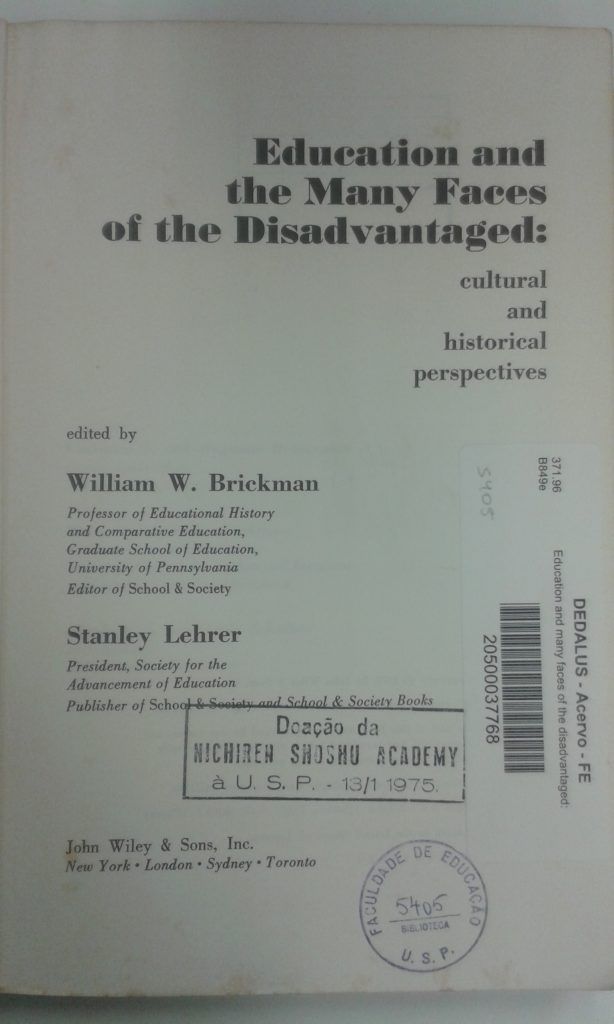 Education and
the Many Faces
of the Disadvantaged:
cultural
and
historical
perspectives
edited by
William W. Brickman
Professor of Educational History
and Comparative Education,
Graduate School of Education,
University of Pennsylvania
Editor of School & Society
Stanley Lehrer
President, Society for the
Advancement of Education
Publisher of School & Society and School & Society Books
Doação da
NICHIREN SHOSHU ACADEMY
à U. S. P. - 13/1 1975.
John Wiley & Sons, Inc.
New York • London • Sydney • Toronto
FACULDADE DE EDUCAÇÃO
5405
BIBLIOTECA
U. S. P.
5405
371.96
B849e
DEDALUS - Acervo - FE
Education and many faces of the disadvantaged:
20500037768